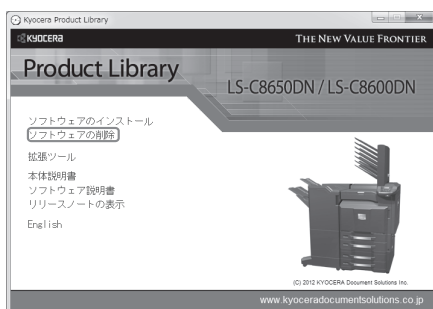 Kyocera Product Library
KYOCERA
THE NEW VALUE FRONTIER
Product Library
LS-C8650DN / LS-C8600DN
ソフトウェアのインストール
ソフトウェアの削除
拡張ツール
本体説明書
ソフトウェア説明書
リリースノートの表示
English
(C) 2012 KYOCERA Document Solutions Inc.
www.kyoceradocumentsolutions.co.jp